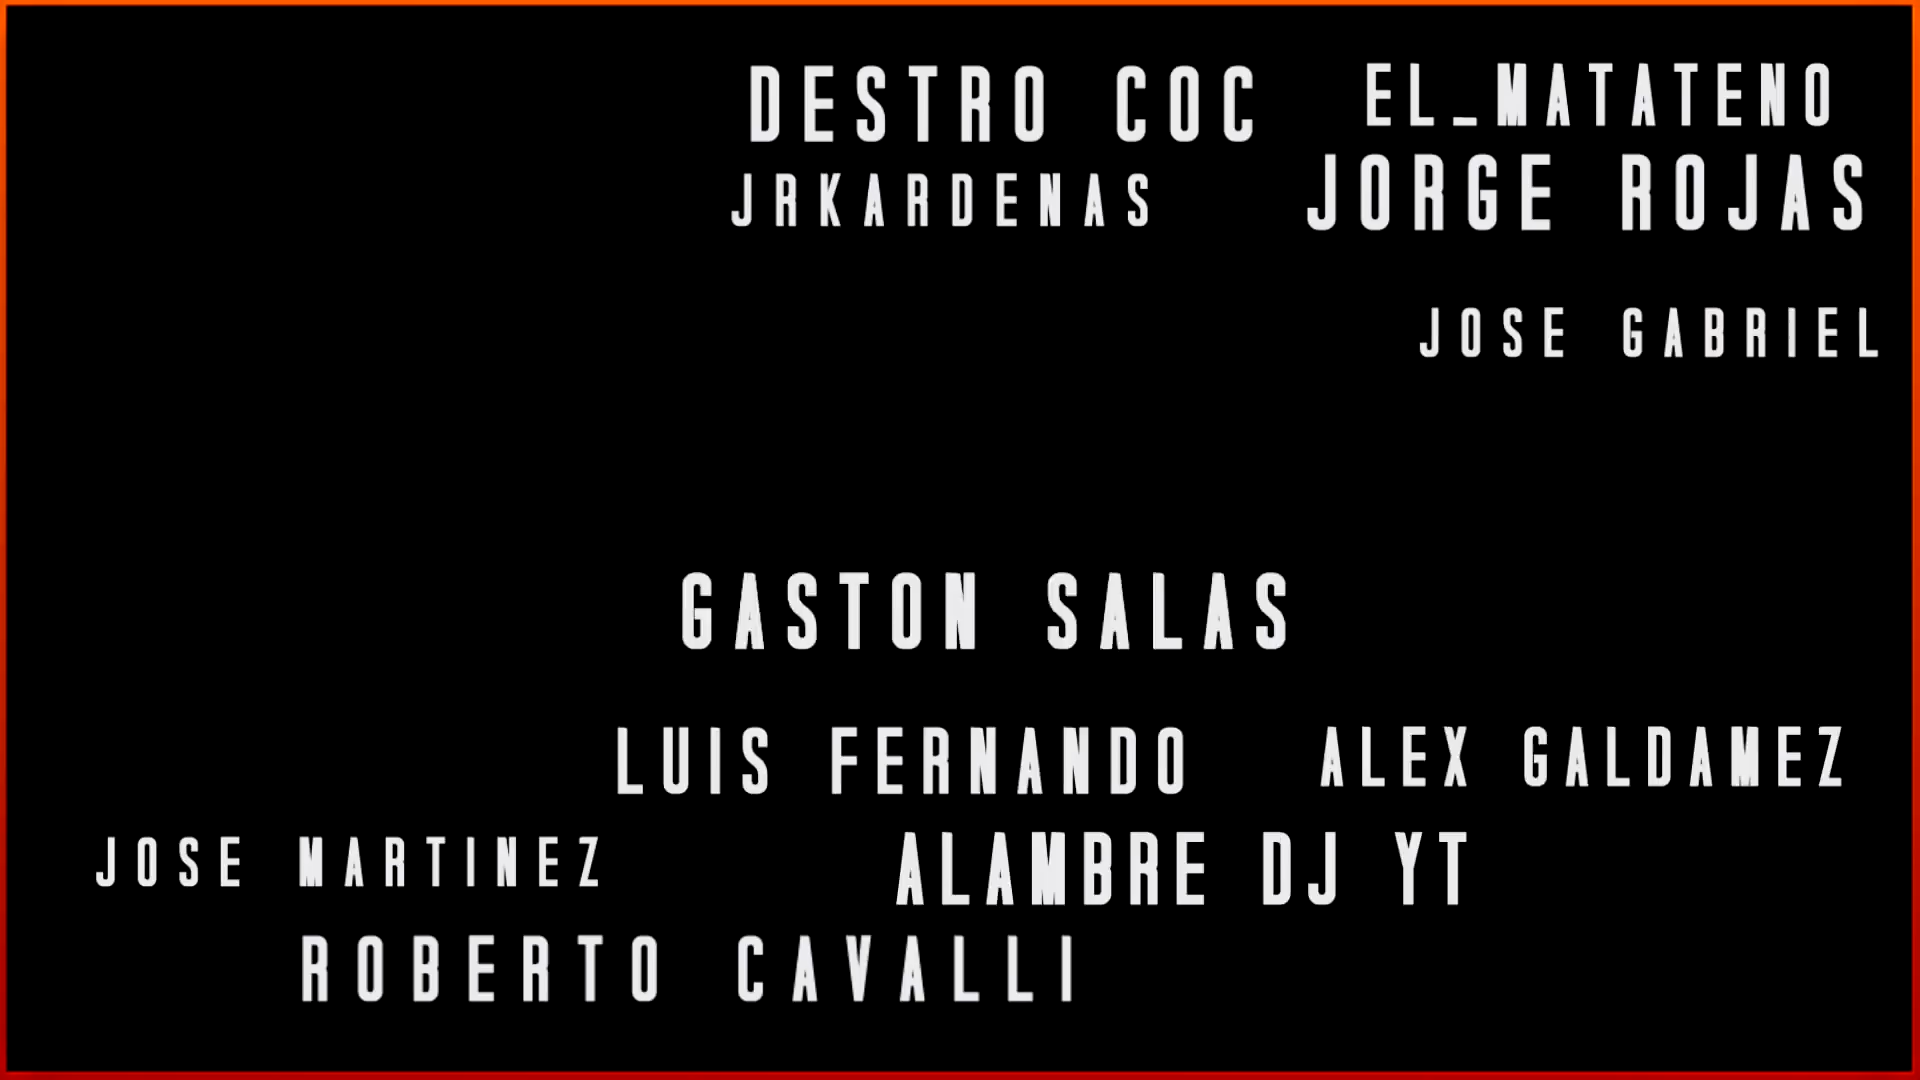 DESTRO COC
EL_MATATENO
JRKARDENAS
JORGE ROJAS
JOSE GABRIEL
GASTON SALAS
LUIS FERNANDO
ALEX GALDAMEZ
JOSE MARTINEZ
ALAMBRE DJ YT
ROBERTO CAVALLI